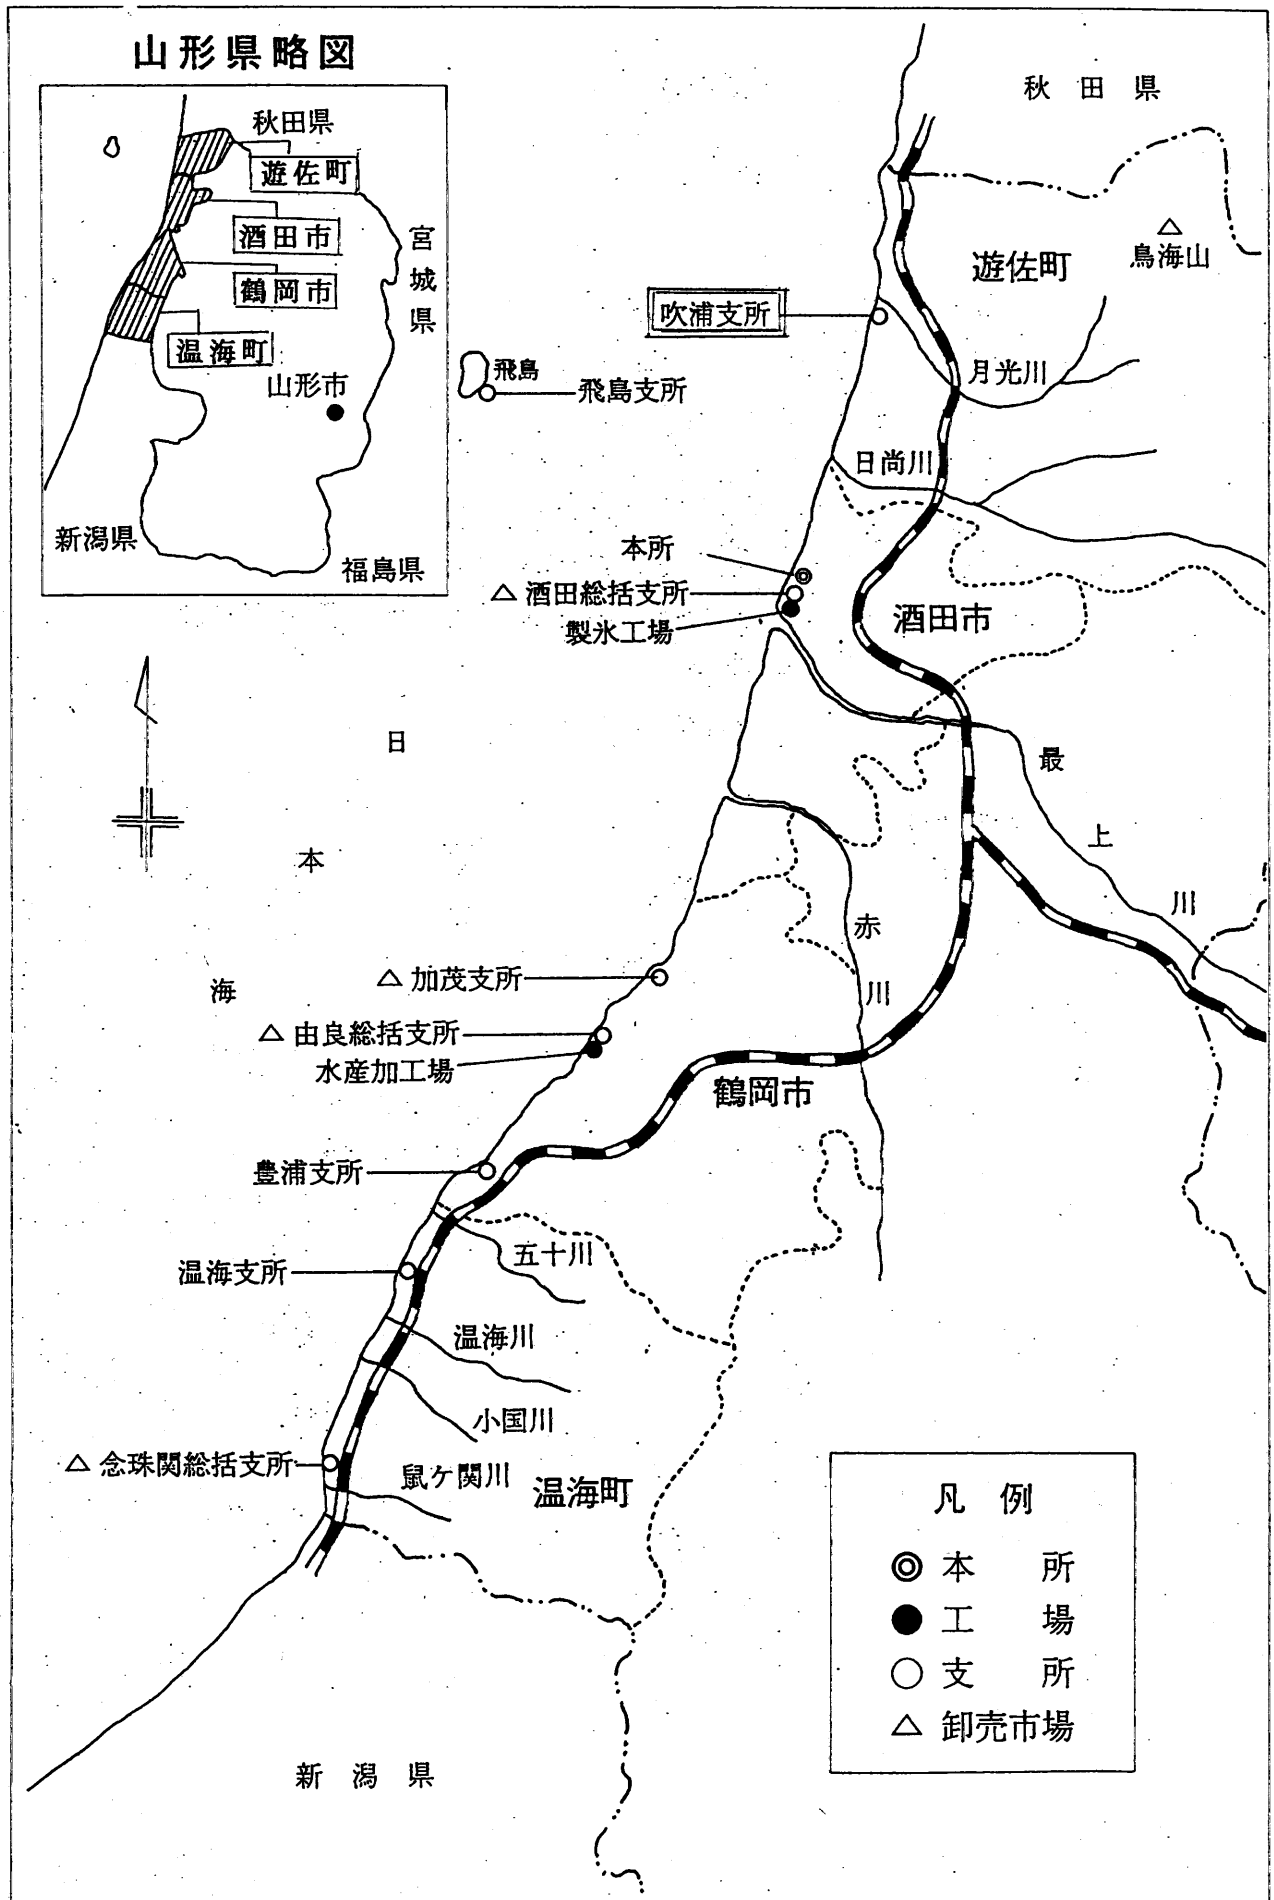 山形県略図
秋田県
遊佐町
酒田市
鶴岡市
温海町
宮城県
山形市
新潟県
福島県
秋田県
鳥海山
遊佐町
吹浦支所
月光川
飛島
飛島支所
日尚川
本所
△ 酒田総括支所
製氷工場
酒田市
日本海
最上川
赤川
△ 加茂支所
△ 由良総括支所
水産加工場
鶴岡市
豊浦支所
五十川
温海支所
温海川
小国川
△ 念珠関総括支所
鼠ケ関川
温海町
新潟県
凡例
◎ 本所
● 工場
○ 支所
△ 卸売市場